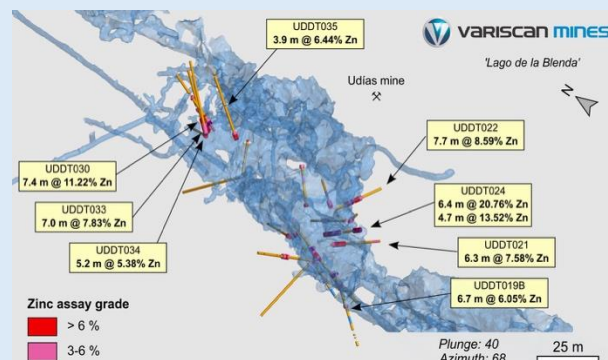 VARISCAN MINES
'Lago de la Blenda'
N
UDDT035
3.9 m @ 6.44% Zn
Udías mine
UDDT022
7.7 m @ 8.59% Zn
UDDT030
7.4 m @ 11.22% Zn
UDDT024
6.4 m @ 20.76% Zn
4.7 m @ 13.52% Zn
UDDT033
7.0 m @ 7.83% Zn
UDDT034
5.2 m @ 5.38% Zn
UDDT021
6.3 m @ 7.58% Zn
UDDT019B
6.7 m @ 6.05% Zn
Zinc assay grade
> 6 %
3-6 %
Plunge: 40
Azimuth: 68
25 m